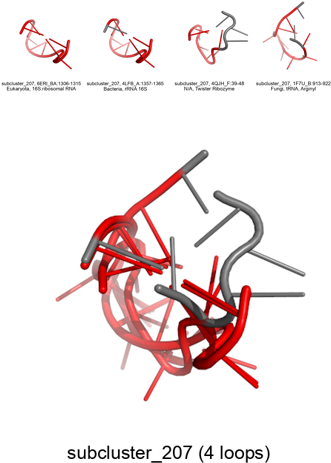 subcluster_207, 6ERI_BA:1306-1315
Eukaryota, 16S ribosomal RNA
subcluster_207, 4LFB_A:1357-1365
Bacteria, rRNA 16S
subcluster_207, 4QJH_F:39-48
N/A, Twister Ribozyme
subcluster_207, 1F7U_B:913-922
Fungi, tRNA, Arginyl
subcluster_207 (4 loops)